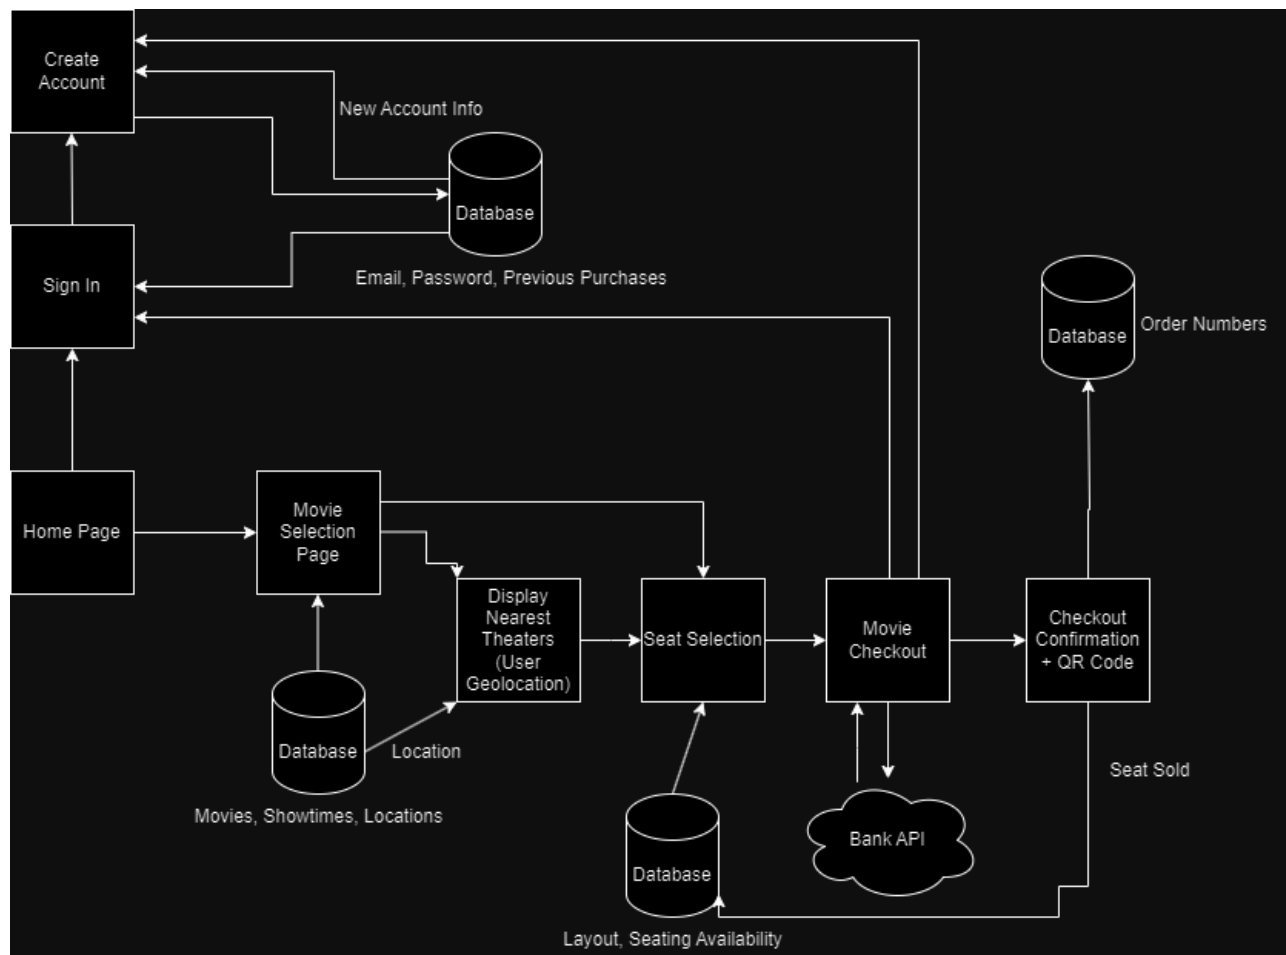 Create
Account
New Account Info
Database
Email, Password, Previous Purchases
Sign In
Database
Order Numbers
Home Page
Movie
Selection
Page
Display
Nearest
Theaters
(User
Geolocation)
Seat Selection
Movie
Checkout
Checkout
Confirmation
+ QR Code
Database
Location
Movies, Showtimes, Locations
Seat Sold
Bank API
Database
Layout, Seating Availability